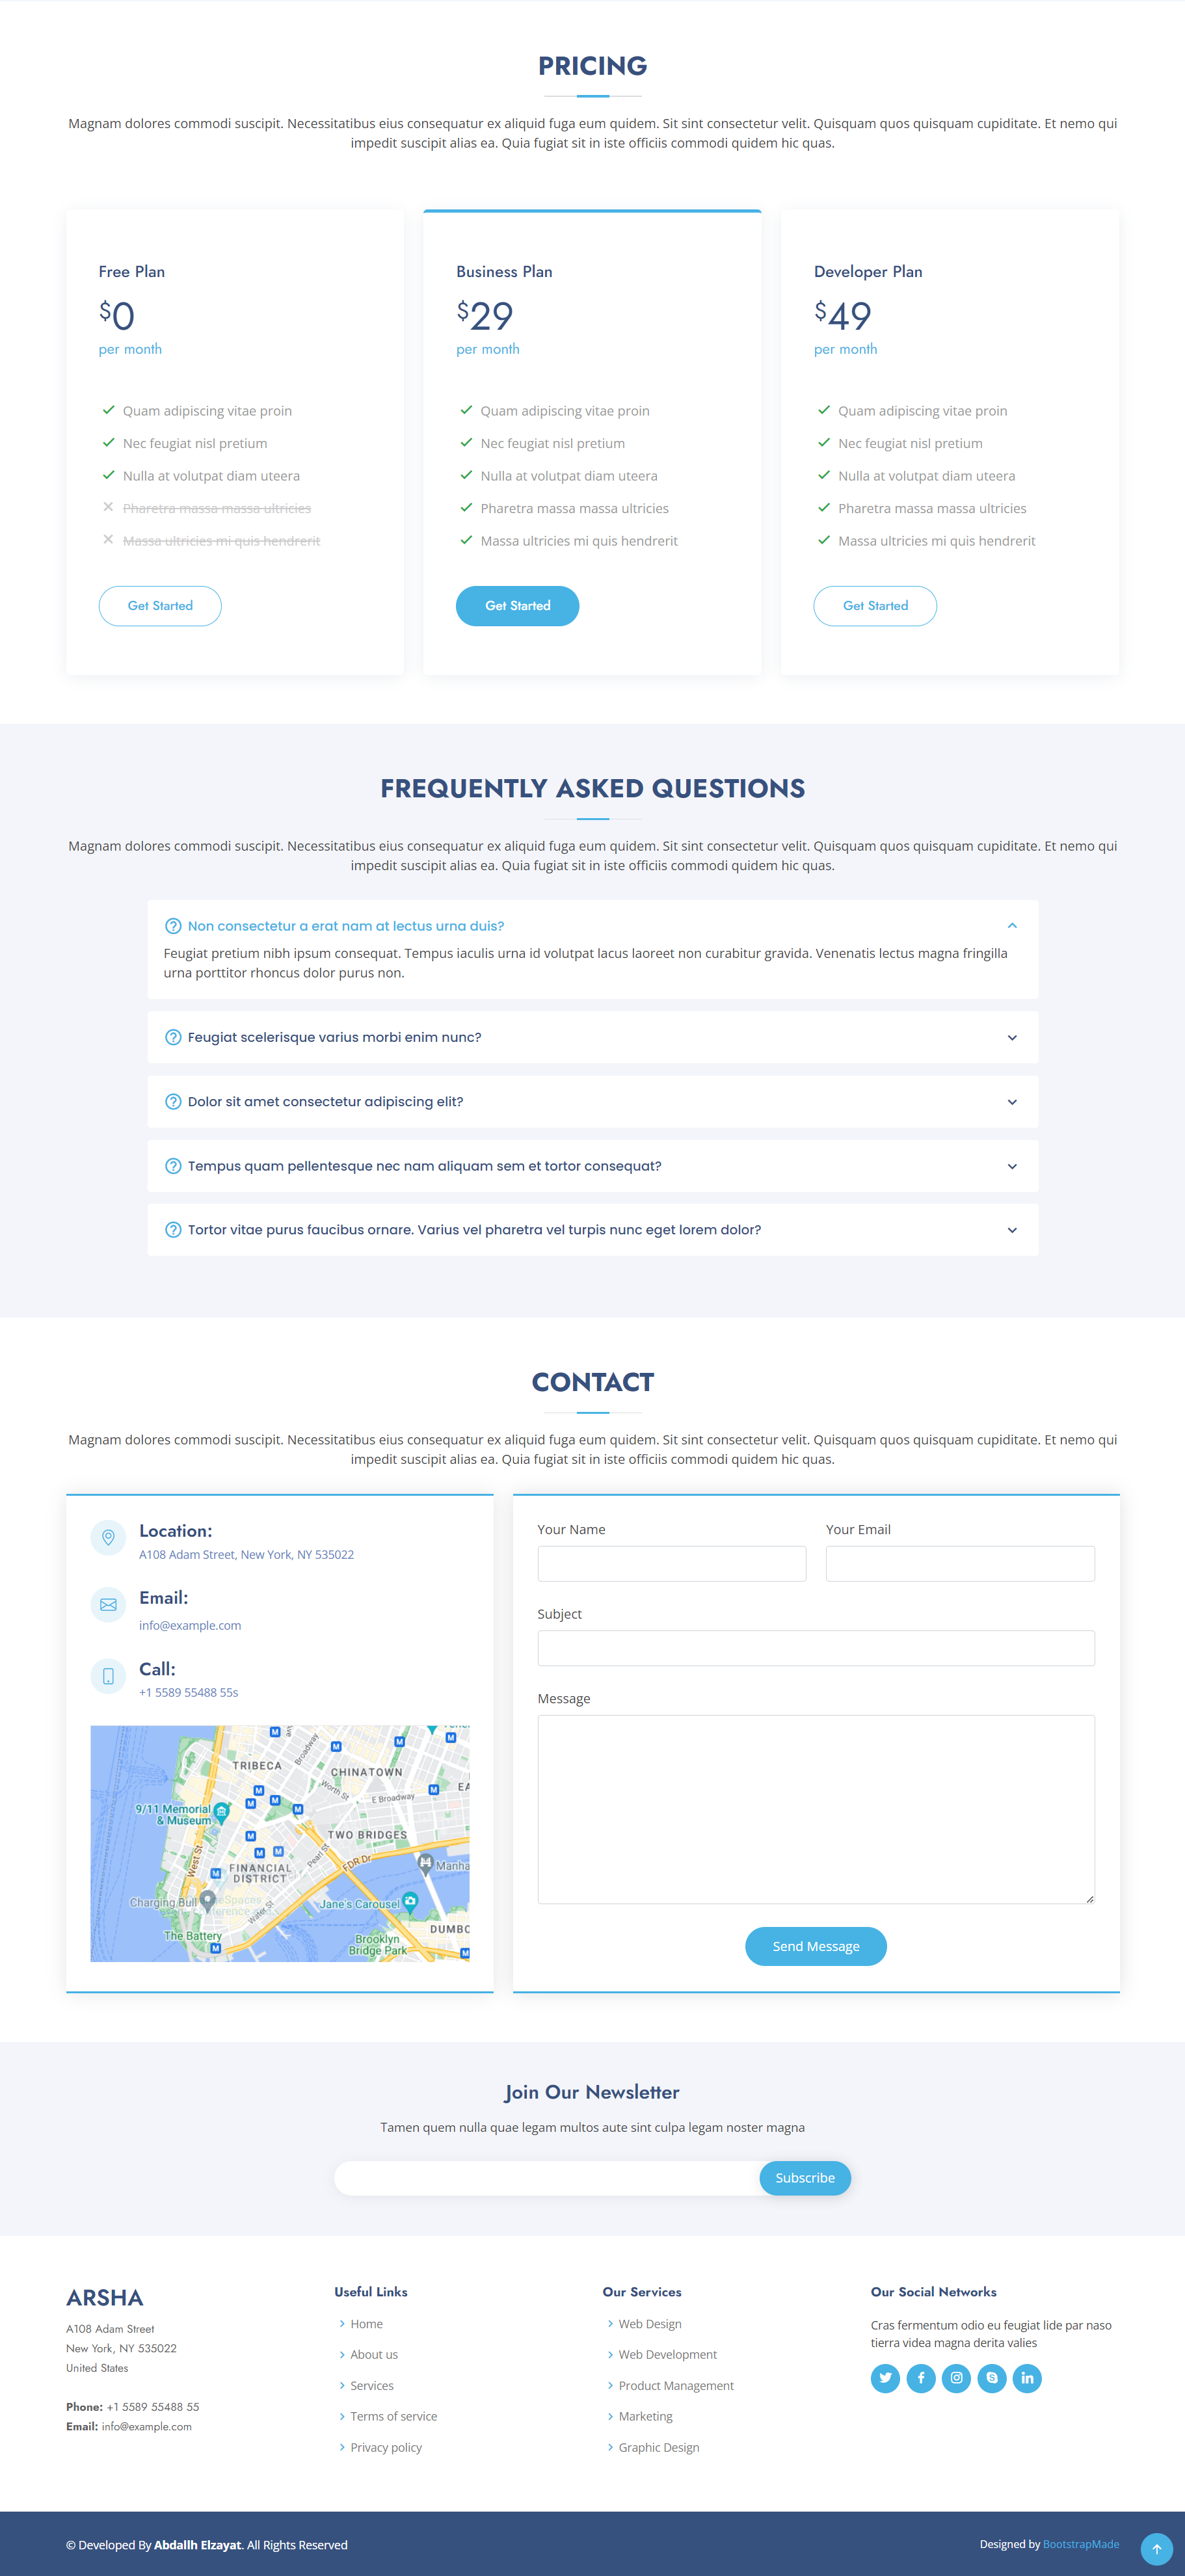 PRICING
Magnam dolores commodi suscipit. Necessitatibus eius consequatur ex aliquid fuga eum quidem. Sit sint consectetur velit. Quisquam quos quisquam cupiditate. Et nemo qui
impedit suscipit alias ea. Quia fugiat sit in iste officiis commodi quidem hic quas.
Free Plan
$0
per month
Quam adipiscing vitae proin
Nec feugiat nisl pretium
Nulla at volutpat diam uteera
Pharetra massa massa ultricies
Massa ultricies mi quis hendrerit
Get Started
Business Plan
$29
per month
Quam adipiscing vitae proin
Nec feugiat nisl pretium
Nulla at volutpat diam uteera
Pharetra massa massa ultricies
Massa ultricies mi quis hendrerit
Get Started
Developer Plan
$49
per month
Quam adipiscing vitae proin
Nec feugiat nisl pretium
Nulla at volutpat diam uteera
Pharetra massa massa ultricies
Massa ultricies mi quis hendrerit
Get Started
FREQUENTLY ASKED QUESTIONS
Magnam dolores commodi suscipit. Necessitatibus eius consequatur ex aliquid fuga eum quidem. Sit sint consectetur velit. Quisquam quos quisquam cupiditate. Et nemo qui
impedit suscipit alias ea. Quia fugiat sit in iste officiis commodi quidem hic quas.
Non consectetur a erat nam at lectus urna duis?
Feugiat pretium nibh ipsum consequat. Tempus iaculis urna id volutpat lacus laoreet non curabitur gravida. Venenatis lectus magna fringilla
urna porttitor rhoncus dolor purus non.
Feugiat scelerisque varius morbi enim nunc?
Dolor sit amet consectetur adipiscing elit?
Tempus quam pellentesque nec nam aliquam sem et tortor consequat?
Tortor vitae purus faucibus ornare. Varius vel pharetra vel turpis nunc eget lorem dolor?
CONTACT
Magnam dolores commodi suscipit. Necessitatibus eius consequatur ex aliquid fuga eum quidem. Sit sint consectetur velit. Quisquam quos quisquam cupiditate. Et nemo qui
impedit suscipit alias ea. Quia fugiat sit in iste officiis commodi quidem hic quas.
Location:
A108 Adam Street, New York, NY 535022
Email:
info@example.com
Call:
+1 5589 55488 55s
Broadway
TRIBECA
CHINATOWN
Worth St
E Broadway
EA
9/11 Memorial
& Museum
TWO BRIDGES
West St
Pearl St
FDR Dr
FINANCIAL
DISTRICT
Manha
Charging Bull
Spaces
Water St
Jane's Carousel
The Battery
DUMBO
Brooklyn
Bridge Park
Your Name
Your Email
Subject
Message
Send Message
Join Our Newsletter
Tamen quem nulla quae legam multos aute sint culpa legam noster magna
Subscribe
ARSHA
A108 Adam Street
New York, NY 535022
United States
Phone: +1 5589 55488 55
Email: info@example.com
Useful Links
Home
About us
Services
Terms of service
Privacy policy
Our Services
Web Design
Web Development
Product Management
Marketing
Graphic Design
Our Social Networks
Cras fermentum odio eu feugiat lide par naso
tierra videa magna derita valies
© Developed By Abdallh Elzayat. All Rights Reserved
Designed by BootstrapMade